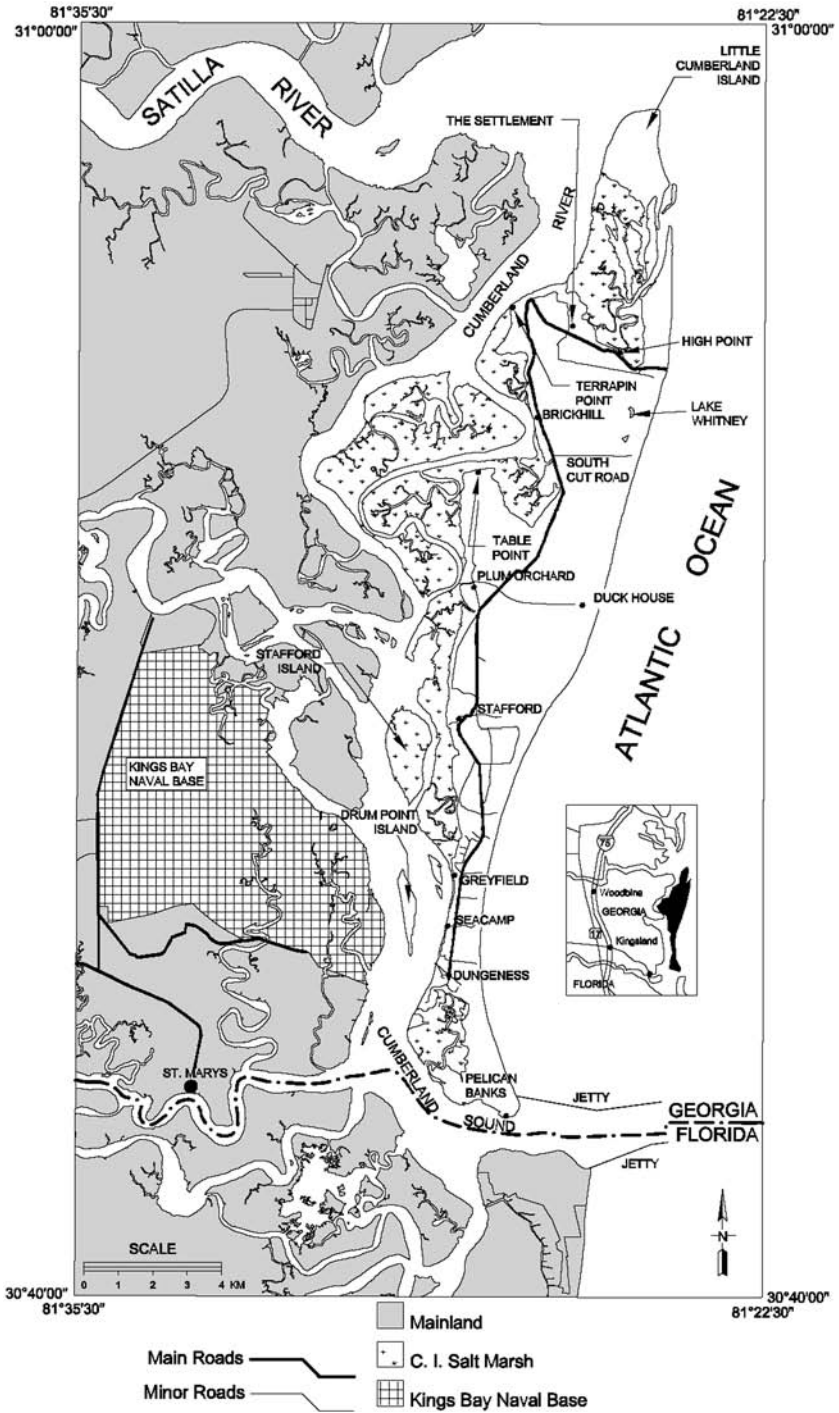 81°35'30"
81°22'30"
31°00'00"
31°00'00"
LITTLE
CUMBERLAND
ISLAND
SATILLA
RIVER
THE SETTLEMENT
RIVER
CUMBERLAND
HIGH POINT
TERRAPIN
POINT
BRICKHILL
LAKE
WHITNEY
SOUTH
CUT ROAD
OCEAN
ATLANTIC
TABLE
POINT
PLUM ORCHARD
DUCK HOUSE
STAFFORD
ISLAND
STAFFORD
KINGS BAY
NAVAL BASE
DRUM POINT
ISLAND
75
Woodbine
GEORGIA
17
Kingsland
FLORIDA
GREYFIELD
SEACAMP
DUNGENESS
CUMBERLAND
SOUND
ST. MARYS
PELICAN
BANKS
JETTY
GEORGIA
FLORIDA
JETTY
SCALE
0 1 2 3 4 KM
N
30°40'00"
30°40'00"
81°35'30"
81°22'30"
Mainland
Main Roads
C. I. Salt Marsh
Minor Roads
Kings Bay Naval Base